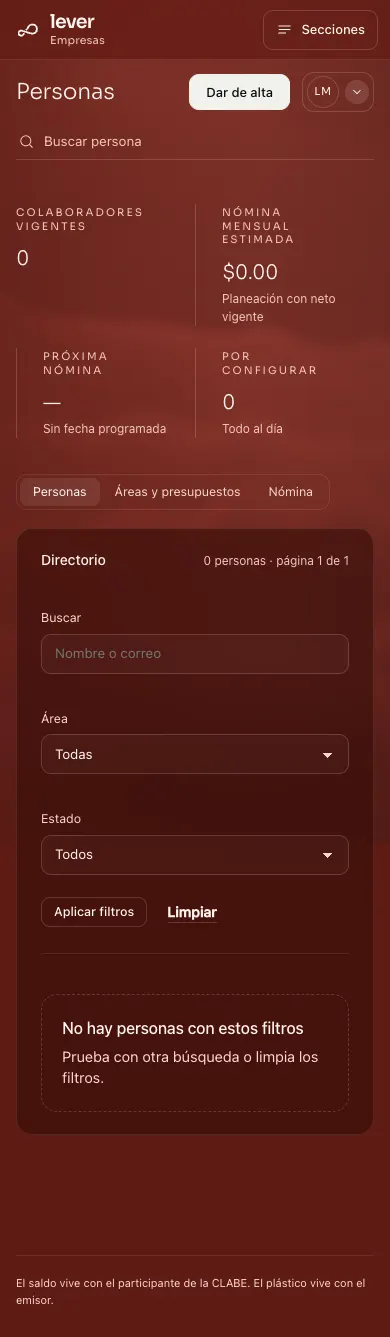 lever
Empresas
Secciones
Personas
Dar de alta
LM
Buscar persona
COLABORADORES
VIGENTES
0
NÓMINA
MENSUAL
ESTIMADA
$0.00
Planeación con neto
vigente
PRÓXIMA
NÓMINA
—
Sin fecha programada
POR
CONFIGURAR
0
Todo al día
Personas
Áreas y presupuestos
Nómina
Directorio
0 personas · página 1 de 1
Buscar
Nombre o correo
Área
Todas
Estado
Todos
Aplicar filtros
Limpiar
No hay personas con estos filtros
Prueba con otra búsqueda o limpia los
filtros.
El saldo vive con el participante de la CLABE. El plástico vive con el
emisor.